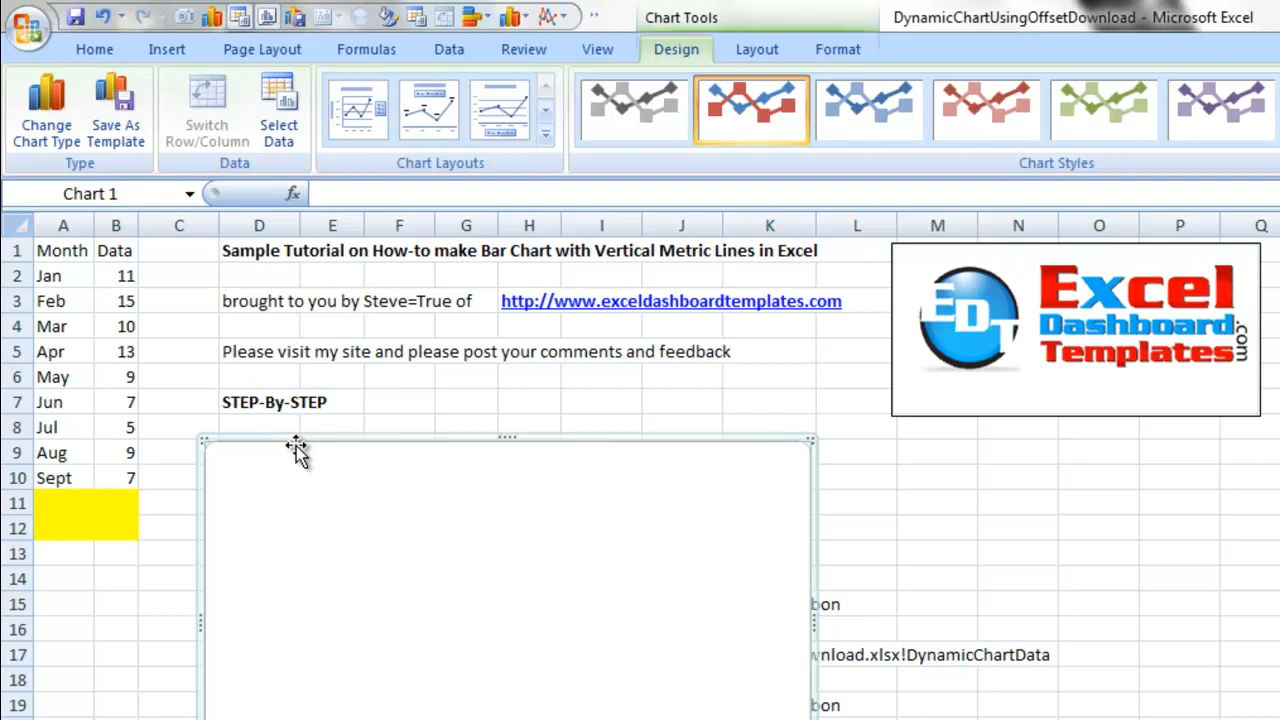 Chart Tools
DynamicChartUsingOffsetDownload - Microsoft Excel
Home Insert Page Layout Formulas Data Review View Design Layout Format
Change Chart Type
Save As Template
Switch Row/Column
Select Data
Type Data Chart Layouts Chart Styles
Chart 1 fx
A B C D E F G H I J K L M N O P Q
1 Month Data Sample Tutorial on How-to make Bar Chart with Vertical Metric Lines in Excel
2 Jan 11
3 Feb 15 brought to you by Steve=True of http://www.exceldashboardtemplates.com
4 Mar 10
5 Apr 13 Please visit my site and please post your comments and feedback
6 May 9
7 Jun 7 STEP-By-STEP
8 Jul 5
9 Aug 9
10 Sept 7
11
12
13
14
15 bon
16
17 wnload.xlsx!DynamicChartData
18
19 bon
EDT
Excel
Dashboard
Templates
.com